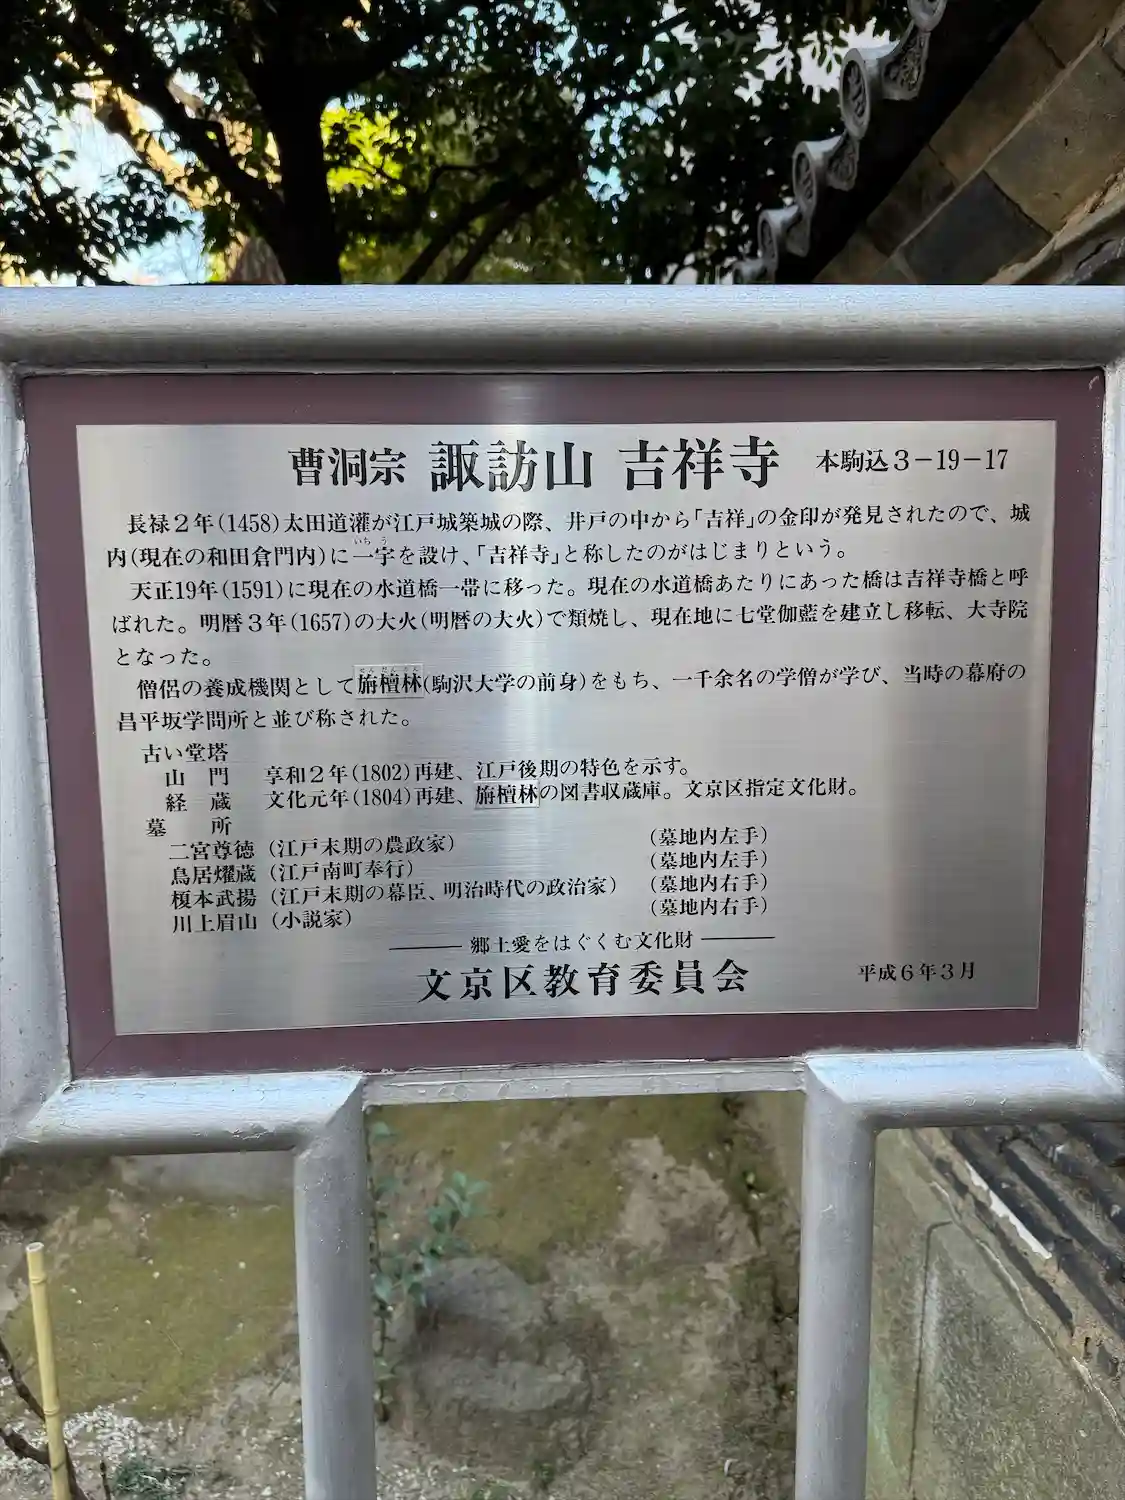 曹洞宗 諏訪山 吉祥寺 本駒込3-19-17
長禄2年(1458)太田道灌が江戸城築城の際、井戸の中から「吉祥」の金印が発見されたので、城
内(現在の和田倉門内)に一宇を設け、「吉祥寺」と称したのがはじまりという。
天正19年(1591)に現在の水道橋一帯に移った。現在の水道橋あたりにあった橋は吉祥寺橋と呼
ばれた。明暦3年(1657)の大火(明暦の大火)で類焼し、現在地に七堂伽藍を建立し移転、大寺院
となった。
僧侶の養成機関として旃檀林(駒沢大学の前身)をもち、一千余名の学僧が学び、当時の幕府の
昌平坂学問所と並び称された。
古い堂塔
山 門 享和2年(1802)再建、江戸後期の特色を示す。
経 蔵 文化元年(1804)再建、旃檀林の図書収蔵庫。文京区指定文化財。
墓 所
二宮尊徳(江戸末期の農政家) (墓地内左手)
鳥居燿蔵(江戸南町奉行) (墓地内左手)
榎本武揚(江戸末期の幕臣、明治時代の政治家) (墓地内右手)
川上眉山(小説家) (墓地内右手)
―― 郷土愛をはぐくむ文化財 ――
文京区教育委員会 平成6年3月